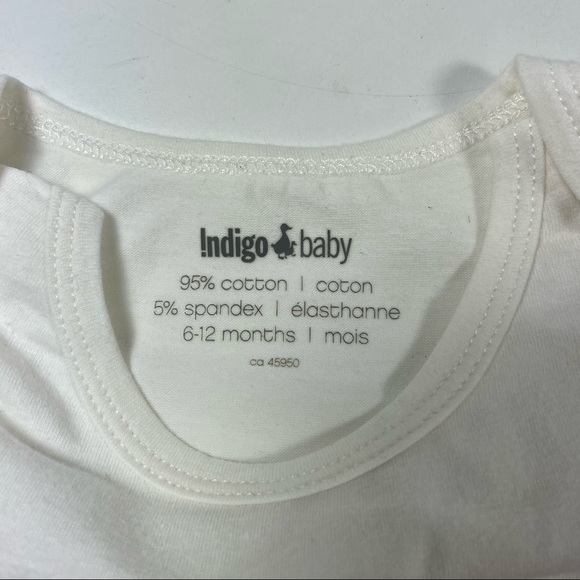 !ndigo baby
95% cotton | coton
5% spandex | élasthanne
6-12 months | mois
ca 45950